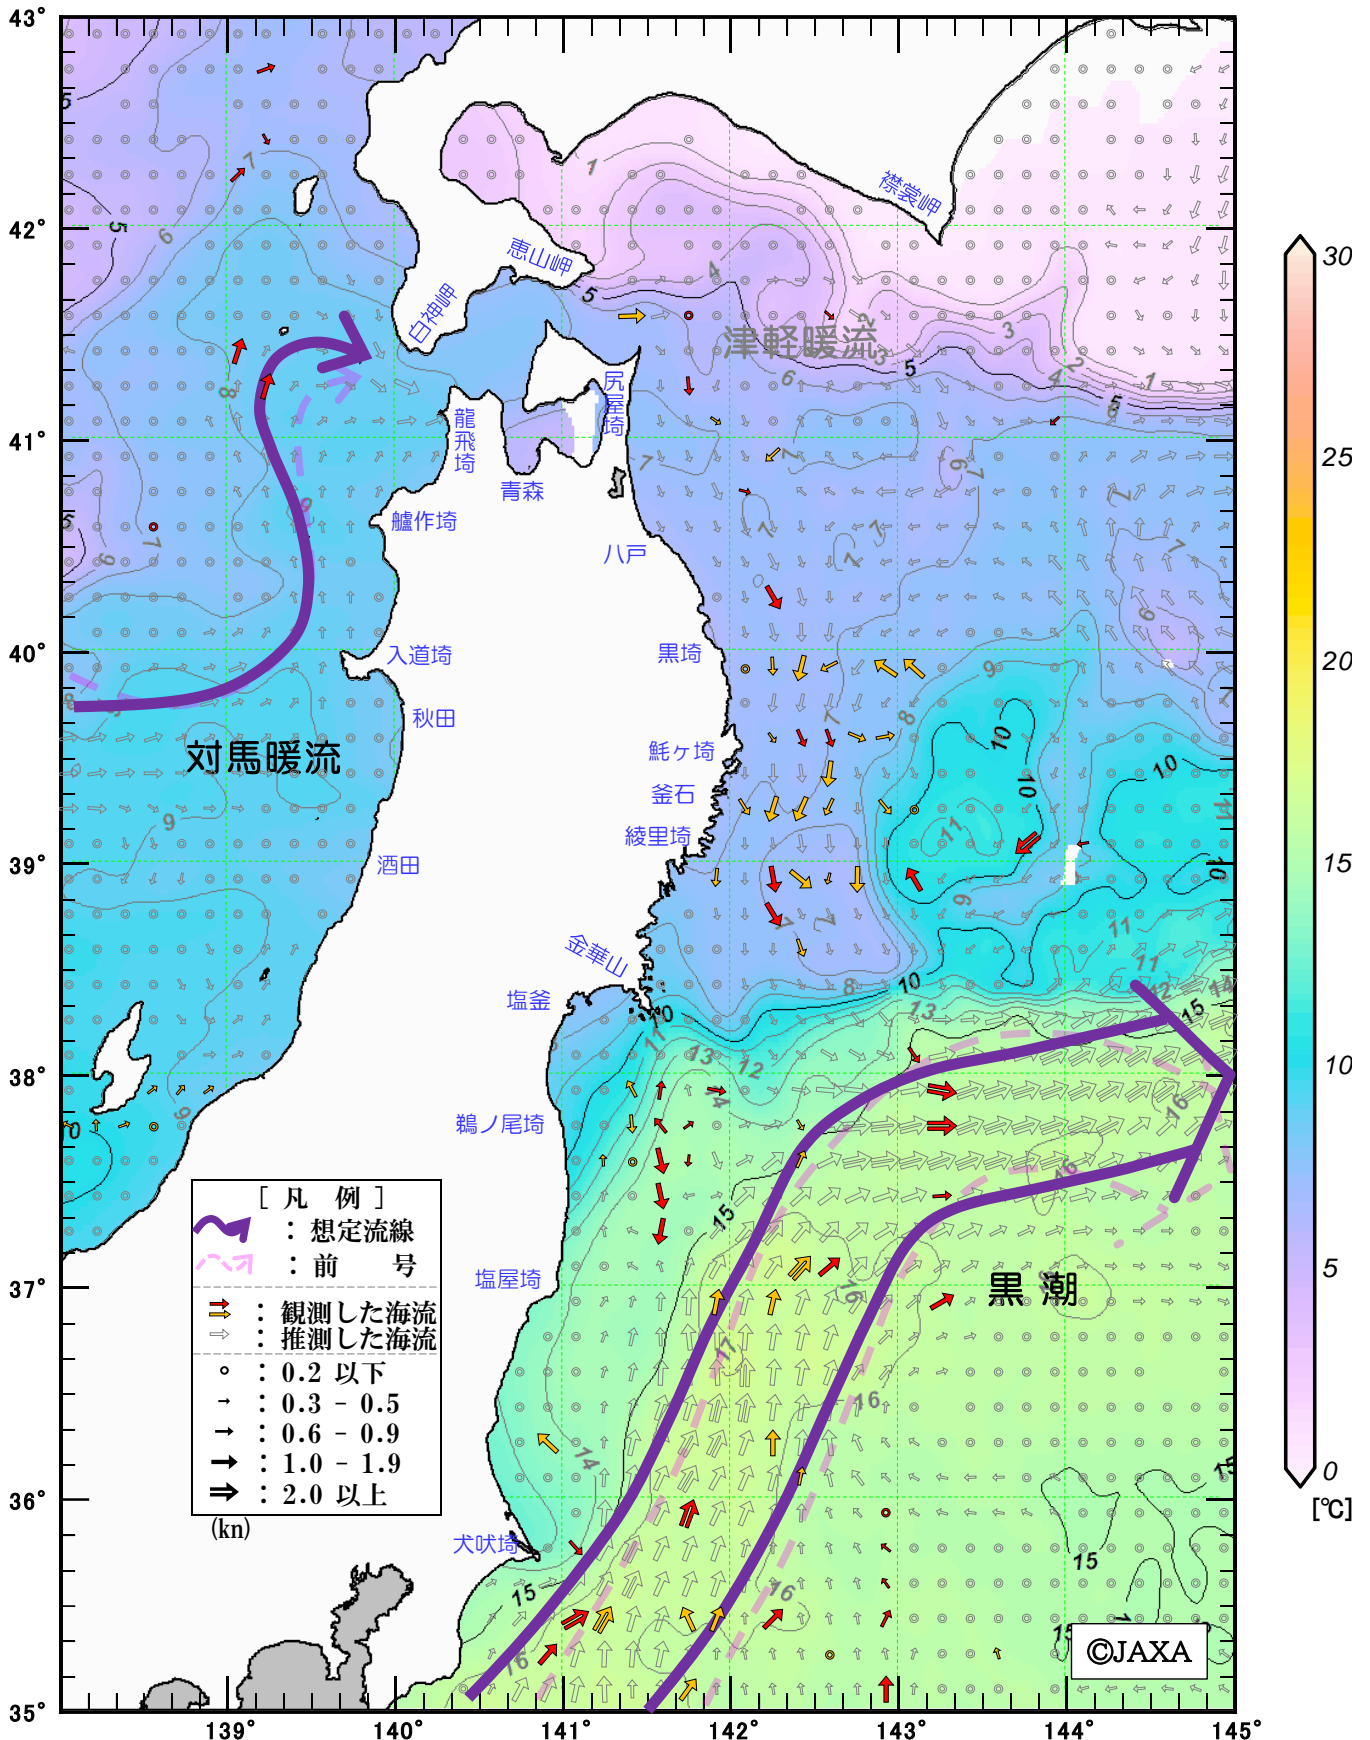 43°
42°
41°
40°
39°
38°
37°
36°
35°
139°
140°
141°
142°
143°
144°
145°
襟裳岬
恵山岬
白神岬
津軽暖流
尻屋埼
龍飛埼
青森
艫作埼
八戸
入道埼
黒埼
秋田
対馬暖流
魹ヶ埼
釜石
綾里埼
酒田
金華山
塩釜
鵜ノ尾埼
塩屋埼
黒潮
犬吠埼
[ 凡 例 ]
: 想定流線
: 前 号
: 観測した海流
: 推測した海流
: 0.2 以下
: 0.3 - 0.5
: 0.6 - 0.9
: 1.0 - 1.9
: 2.0 以上
(kn)
©JAXA
30
25
20
15
10
5
0
[℃]